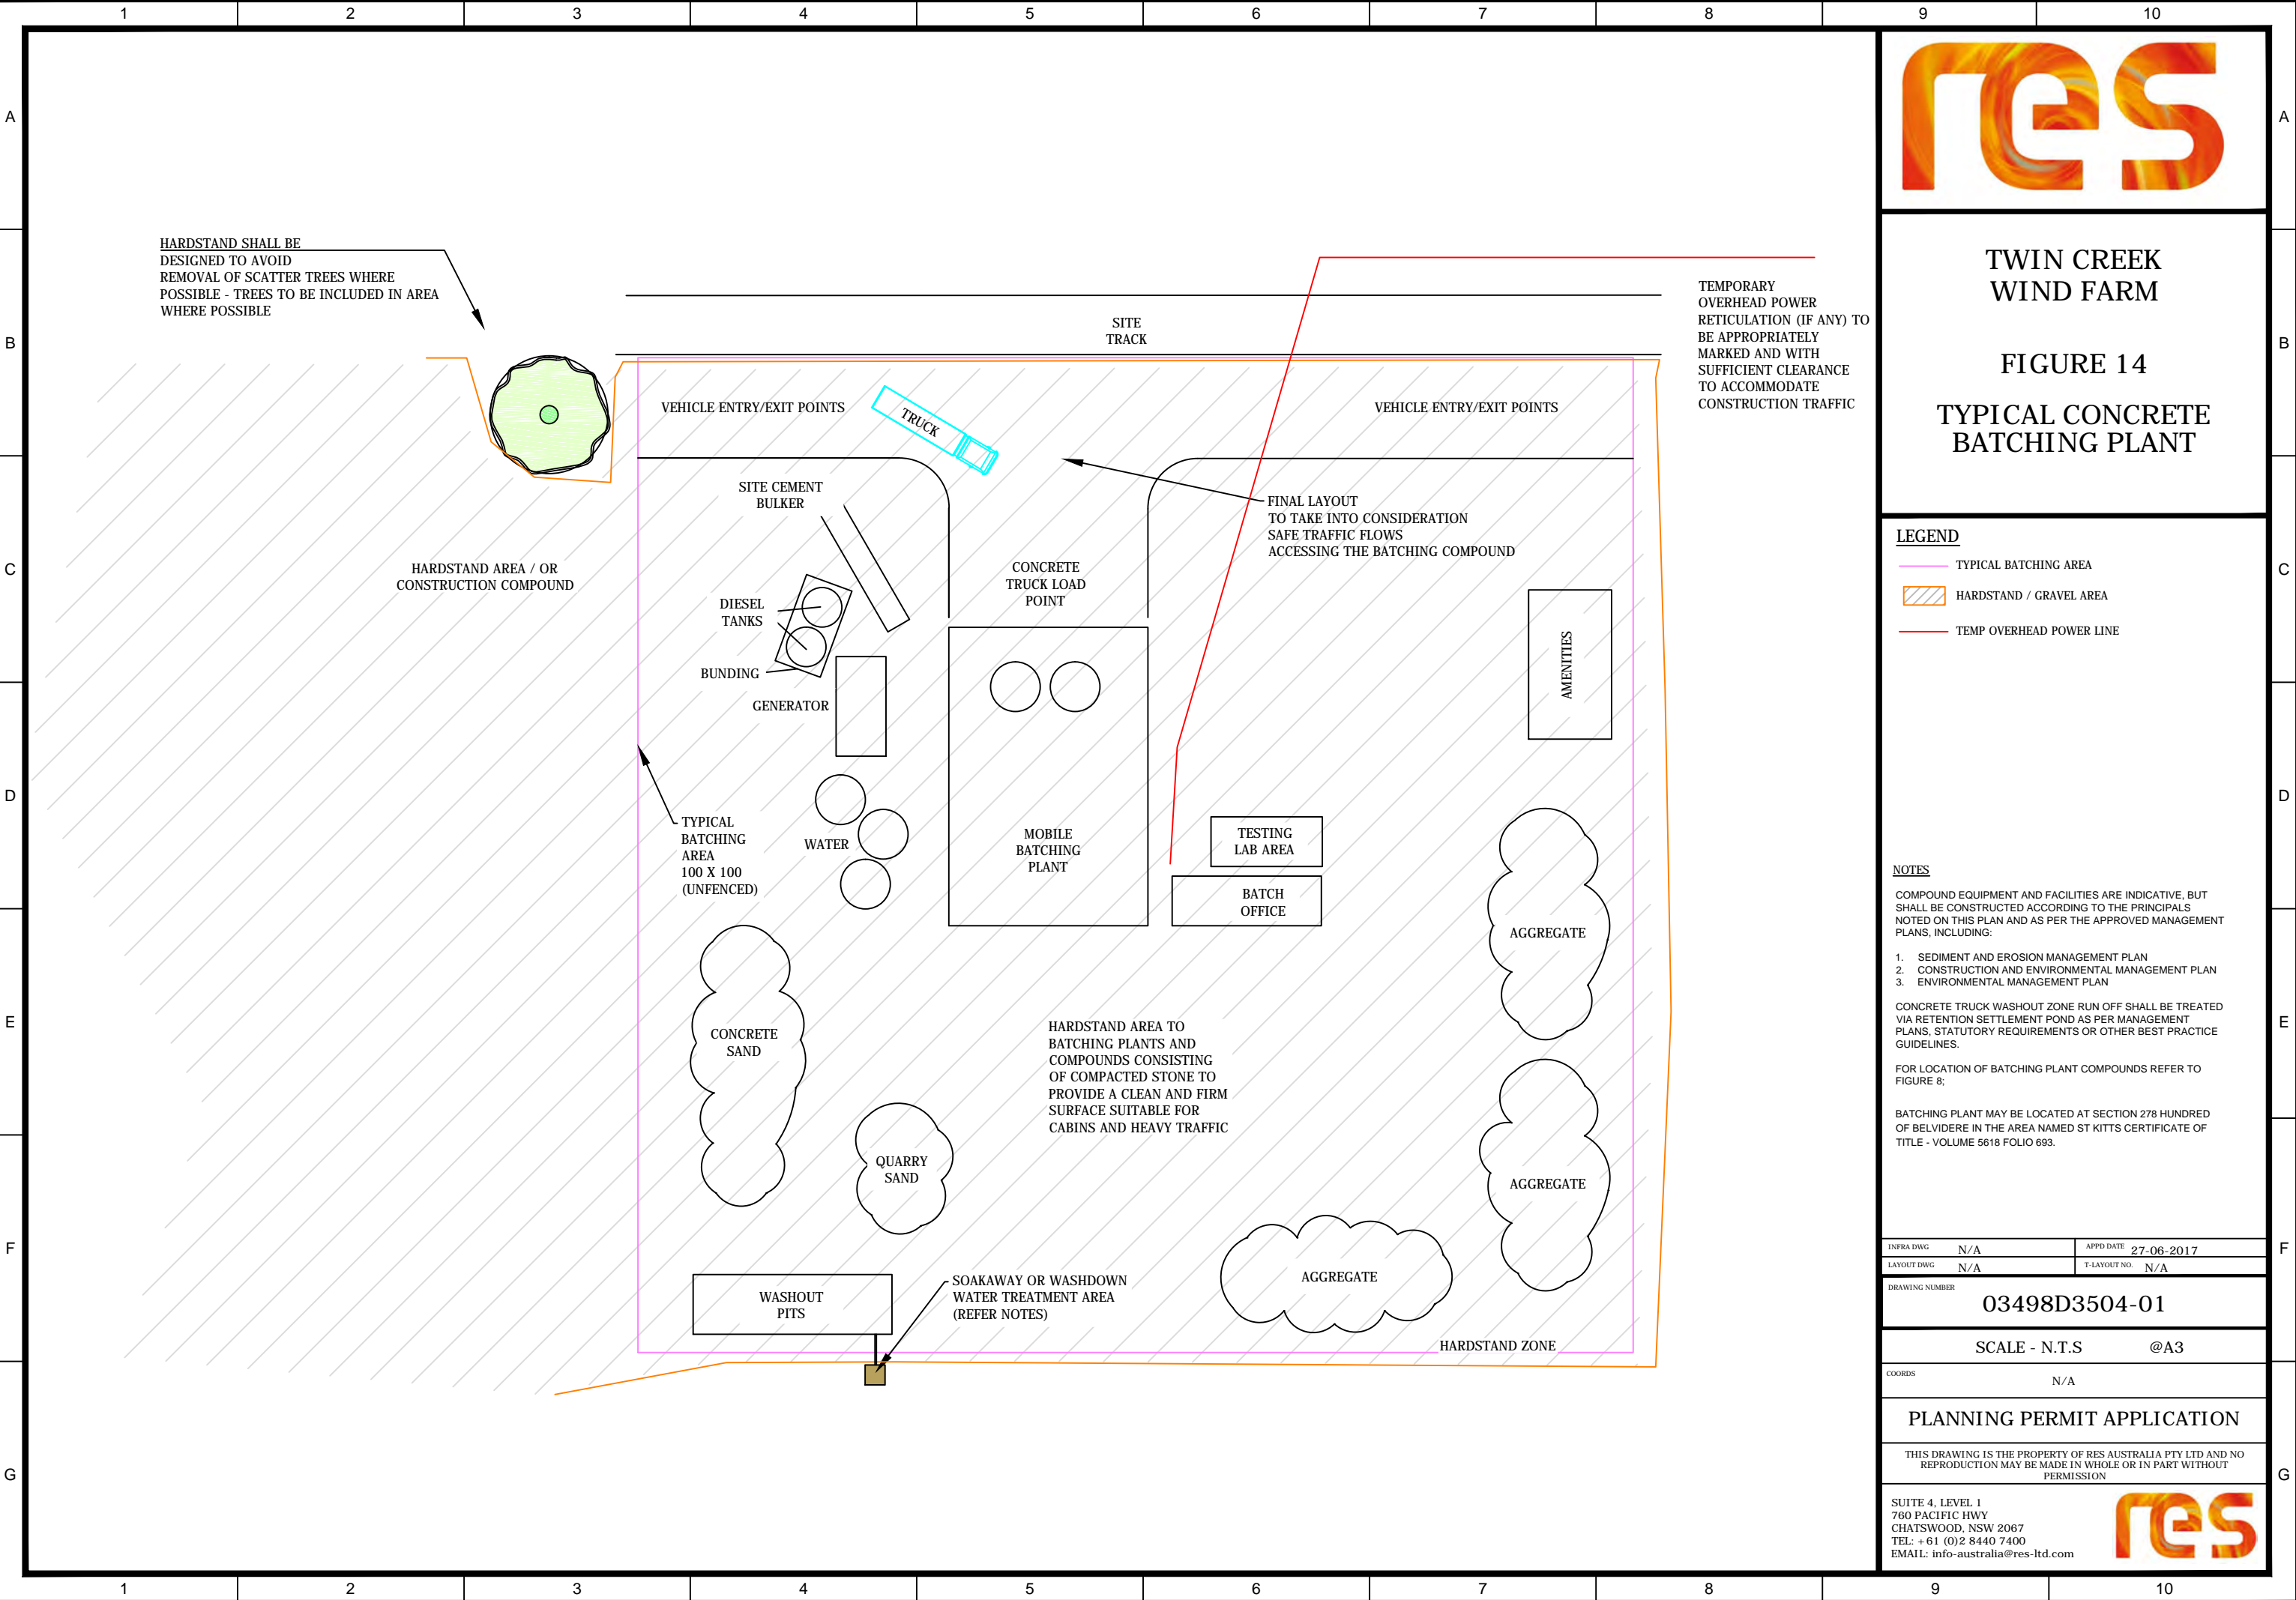 1 2 3 4 5 6 7 8 9 10
A
B
C
D
E
F
G
HARDSTAND SHALL BE
DESIGNED TO AVOID
REMOVAL OF SCATTER TREES WHERE
POSSIBLE - TREES TO BE INCLUDED IN AREA
WHERE POSSIBLE
SITE
TRACK
TEMPORARY
OVERHEAD POWER
RETICULATION (IF ANY) TO
BE APPROPRIATELY
MARKED AND WITH
SUFFICIENT CLEARANCE
TO ACCOMMODATE
CONSTRUCTION TRAFFIC
VEHICLE ENTRY/EXIT POINTS
TRUCK
VEHICLE ENTRY/EXIT POINTS
SITE CEMENT
BULKER
FINAL LAYOUT
TO TAKE INTO CONSIDERATION
SAFE TRAFFIC FLOWS
ACCESSING THE BATCHING COMPOUND
HARDSTAND AREA / OR
CONSTRUCTION COMPOUND
CONCRETE
TRUCK LOAD
POINT
DIESEL
TANKS
BUNDING
GENERATOR
AMENITIES
TYPICAL
BATCHING
AREA
100 X 100
(UNFENCED)
WATER
MOBILE
BATCHING
PLANT
TESTING
LAB AREA
BATCH
OFFICE
AGGREGATE
CONCRETE
SAND
HARDSTAND AREA TO
BATCHING PLANTS AND
COMPOUNDS CONSISTING
OF COMPACTED STONE TO
PROVIDE A CLEAN AND FIRM
SURFACE SUITABLE FOR
CABINS AND HEAVY TRAFFIC
QUARRY
SAND
AGGREGATE
AGGREGATE
WASHOUT
PITS
SOAKAWAY OR WASHDOWN
WATER TREATMENT AREA
(REFER NOTES)
HARDSTAND ZONE
res
TWIN CREEK
WIND FARM
FIGURE 14
TYPICAL CONCRETE
BATCHING PLANT
LEGEND
TYPICAL BATCHING AREA
HARDSTAND / GRAVEL AREA
TEMP OVERHEAD POWER LINE
NOTES
COMPOUND EQUIPMENT AND FACILITIES ARE INDICATIVE, BUT
SHALL BE CONSTRUCTED ACCORDING TO THE PRINCIPALS
NOTED ON THIS PLAN AND AS PER THE APPROVED MANAGEMENT
PLANS, INCLUDING:
1. SEDIMENT AND EROSION MANAGEMENT PLAN
2. CONSTRUCTION AND ENVIRONMENTAL MANAGEMENT PLAN
3. ENVIRONMENTAL MANAGEMENT PLAN
CONCRETE TRUCK WASHOUT ZONE RUN OFF SHALL BE TREATED
VIA RETENTION SETTLEMENT POND AS PER MANAGEMENT
PLANS, STATUTORY REQUIREMENTS OR OTHER BEST PRACTICE
GUIDELINES.
FOR LOCATION OF BATCHING PLANT COMPOUNDS REFER TO
FIGURE 8;
BATCHING PLANT MAY BE LOCATED AT SECTION 278 HUNDRED
OF BELVIDERE IN THE AREA NAMED ST KITTS CERTIFICATE OF
TITLE - VOLUME 5618 FOLIO 693.
INFRA DWG N/A APPD DATE 27-06-2017
LAYOUT DWG N/A T-LAYOUT NO. N/A
DRAWING NUMBER
03498D3504-01
SCALE - N.T.S @A3
COORDS
N/A
PLANNING PERMIT APPLICATION
THIS DRAWING IS THE PROPERTY OF RES AUSTRALIA PTY LTD AND NO
REPRODUCTION MAY BE MADE IN WHOLE OR IN PART WITHOUT
PERMISSION
SUITE 4, LEVEL 1
760 PACIFIC HWY
CHATSWOOD, NSW 2067
TEL: +61 (0)2 8440 7400
EMAIL: info-australia@res-ltd.com
res
A
B
C
D
E
F
G
1 2 3 4 5 6 7 8 9 10